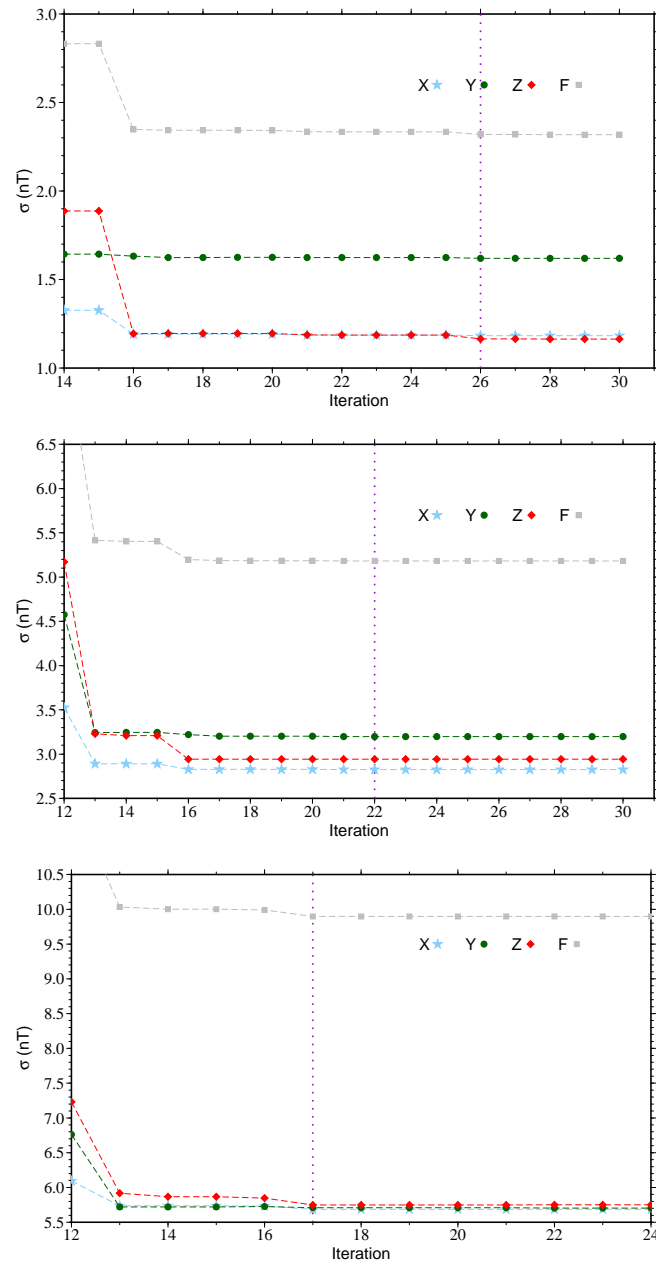 3.0
2.5
2.0
1.5
1.0
σ (nT)
X Y Z F
14 16 18 20 22 24 26 28 30
Iteration
6.5
6.0
5.5
5.0
4.5
4.0
3.5
3.0
2.5
σ (nT)
X Y Z F
12 14 16 18 20 22 24 26 28 30
Iteration
10.5
10.0
9.5
9.0
8.5
8.0
7.5
7.0
6.5
6.0
5.5
σ (nT)
X Y Z F
12 14 16 18 20 22 24
Iteration